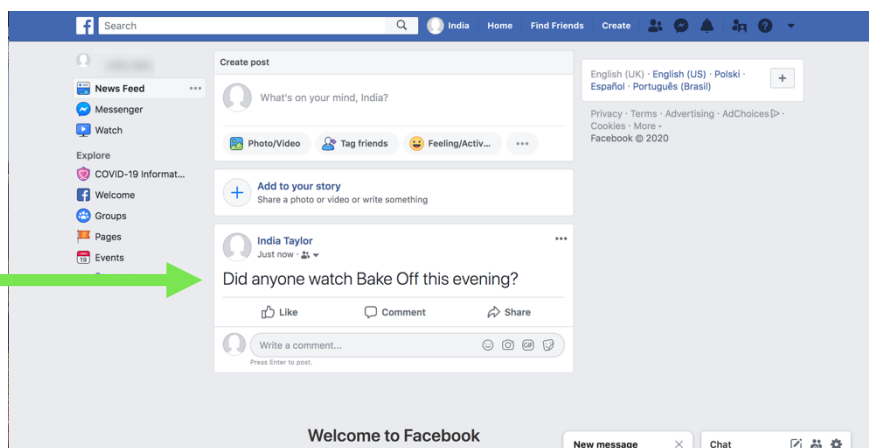 Search
India Home Find Friends Create
News Feed
Messenger
Watch
Explore
COVID-19 Informat...
Welcome
Groups
Pages
Events
Create post
What's on your mind, India?
Photo/Video Tag friends Feeling/Activ...
Add to your story
Share a photo or video or write something
India Taylor
Just now
Did anyone watch Bake Off this evening?
Like Comment Share
Write a comment...
GIF
Press Enter to post.
English (UK) · English (US) · Polski ·
Español · Português (Brasil)
Privacy · Terms · Advertising · AdChoices ·
Cookies · More
Facebook © 2020
Welcome to Facebook
New message
Chat